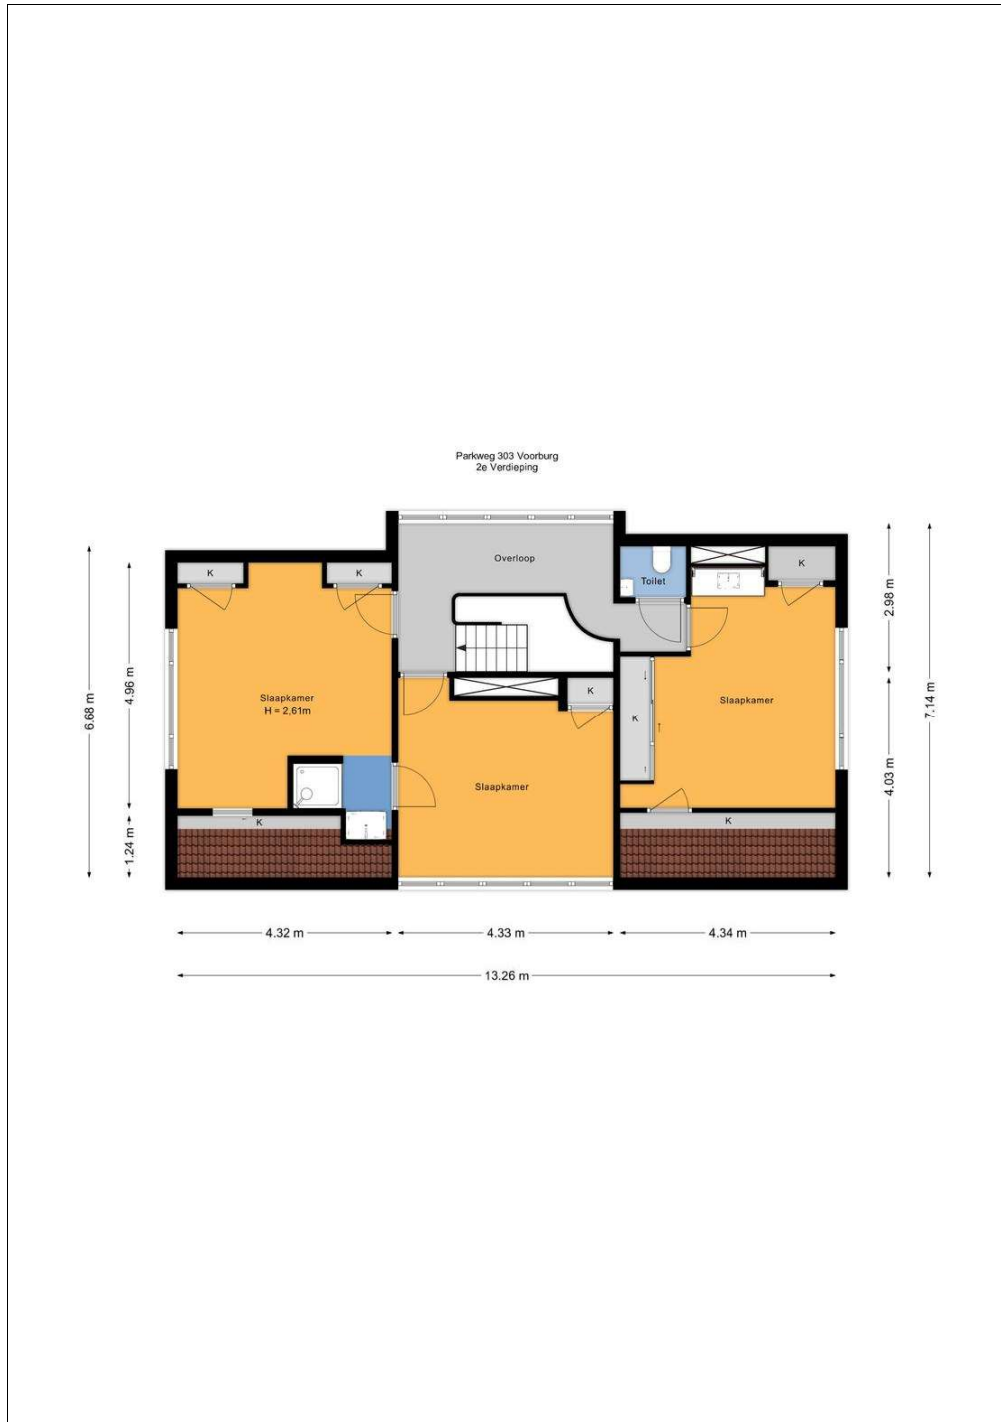 Parkweg 303 Voorburg
2e Verdieping
Overloop
K
K
Toilet
K
2.98 m
6.68 m
4.96 m
Slaapkamer
H = 2,61m
K
K
Slaapkamer
7.14 m
Slaapkamer
4.03 m
1.24 m
K
K
4.32 m
4.33 m
4.34 m
13.26 m